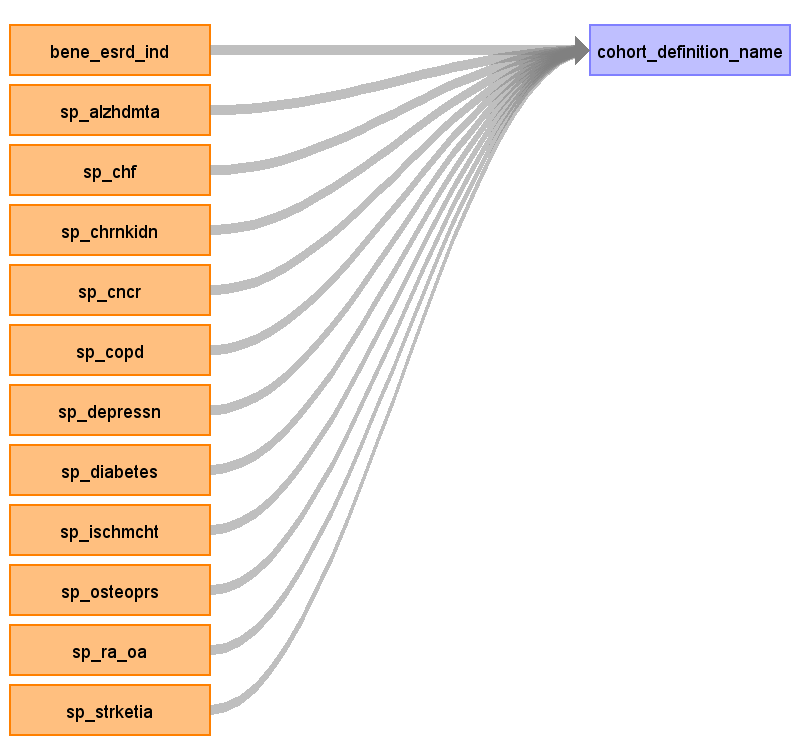 bene_esrd_ind
cohort_definition_name
sp_alzhdmta
sp_chf
sp_chrnkidn
sp_cncr
sp_copd
sp_depressn
sp_diabetes
sp_ischmcht
sp_osteoprs
sp_ra_oa
sp_strketia